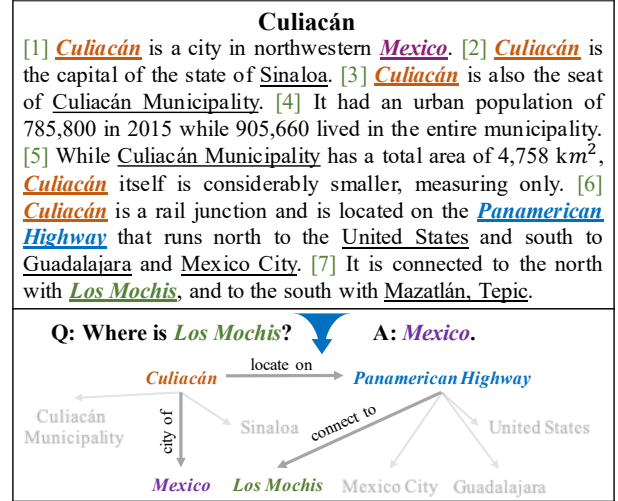 Culiacán
[1] Culiacán is a city in northwestern Mexico. [2] Culiacán is
the capital of the state of Sinaloa. [3] Culiacán is also the seat
of Culiacán Municipality. [4] It had an urban population of
785,800 in 2015 while 905,660 lived in the entire municipality.
[5] While Culiacán Municipality has a total area of 4,758 km²,
Culiacán itself is considerably smaller, measuring only. [6]
Culiacán is a rail junction and is located on the Panamerican
Highway that runs north to the United States and south to
Guadalajara and Mexico City. [7] It is connected to the north
with Los Mochis, and to the south with Mazatlán, Tepic.
Q: Where is Los Mochis? A: Mexico.
locate on
Culiacán Panamerican Highway
Culiacán
Municipality
city of
Sinaloa
connect to
United States
Mexico Los Mochis Mexico City Guadalajara